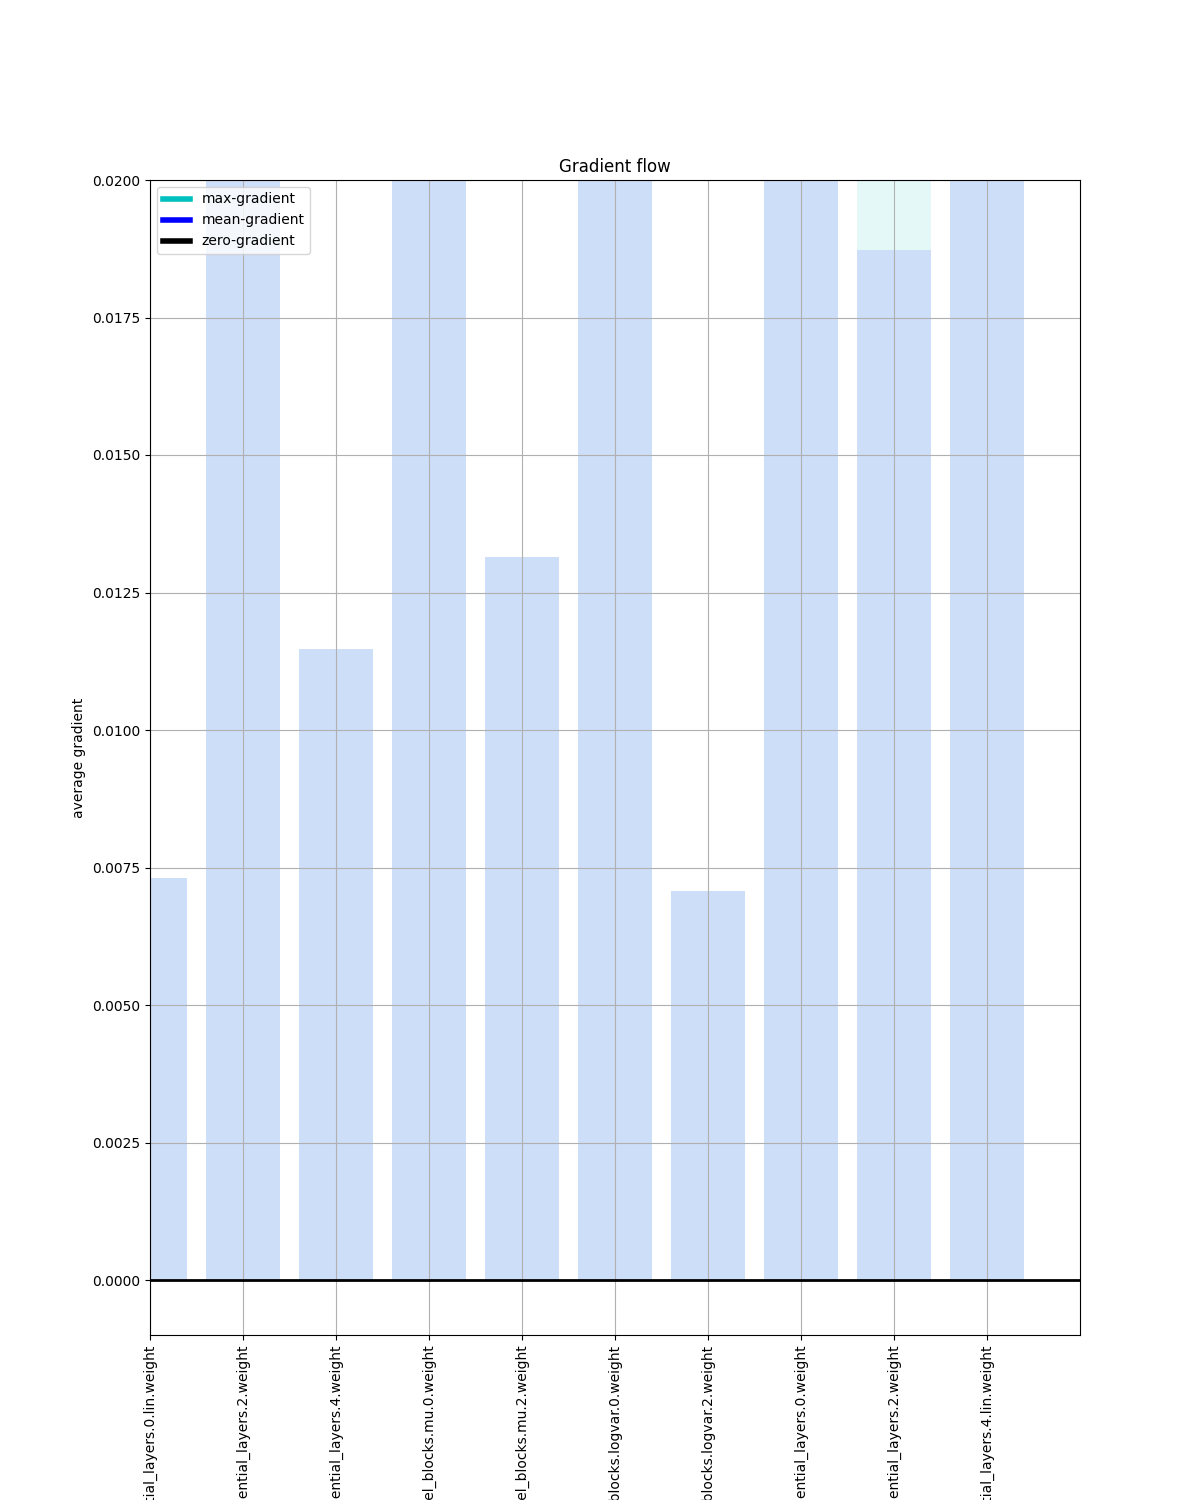 Gradient flow
max-gradient
mean-gradient
zero-gradient
0.0200
0.0175
0.0150
0.0125
0.0100
0.0075
0.0050
0.0025
0.0000
average gradient
tial_layers.0.lin.weight
ential_layers.2.weight
ential_layers.4.weight
el_blocks.mu.0.weight
el_blocks.mu.2.weight
blocks.logvar.0.weight
blocks.logvar.2.weight
ential_layers.0.weight
ential_layers.2.weight
tial_layers.4.lin.weight